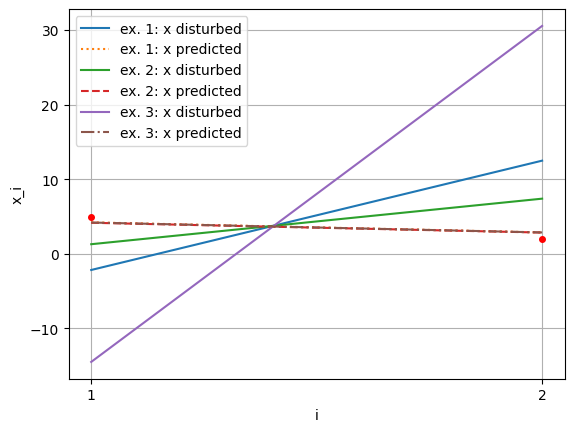 ex. 1: x disturbed
ex. 1: x predicted
ex. 2: x disturbed
ex. 2: x predicted
ex. 3: x disturbed
ex. 3: x predicted
30
20
10
0
−10
x_i
1
2
i